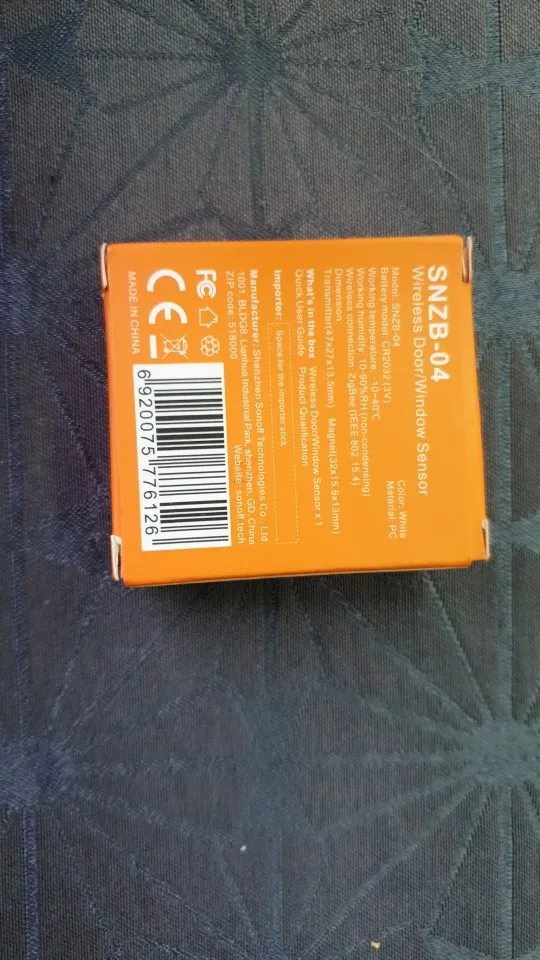 SNZB-04
Wireless Door/Window Sensor
Model: SNZB-04
Color: White
Battery model: CR2032(3V)
Material: PC
Working temperature: -10~40℃
Working humidity: 10-90%RH (non-condensing)
Wireless connection: ZigBee (IEEE 802.15.4)
Dimension:
Transmitter(47x27x13.5mm) Magnet(32x15.6x13mm)
What's in the box Wireless Door/Window Sensor x 1
Quick User Guide Product Qualification
Importer: Space for the importer stick
Manufacturer: Shenzhen Sonoff Technologies Co., Ltd.
1001, BLDG8, Lianhua Industrial Park, shenzhen, GD, China
ZIP code: 518000 Website: sonoff.tech
FC
CE
MADE IN CHINA
6 920075 776126